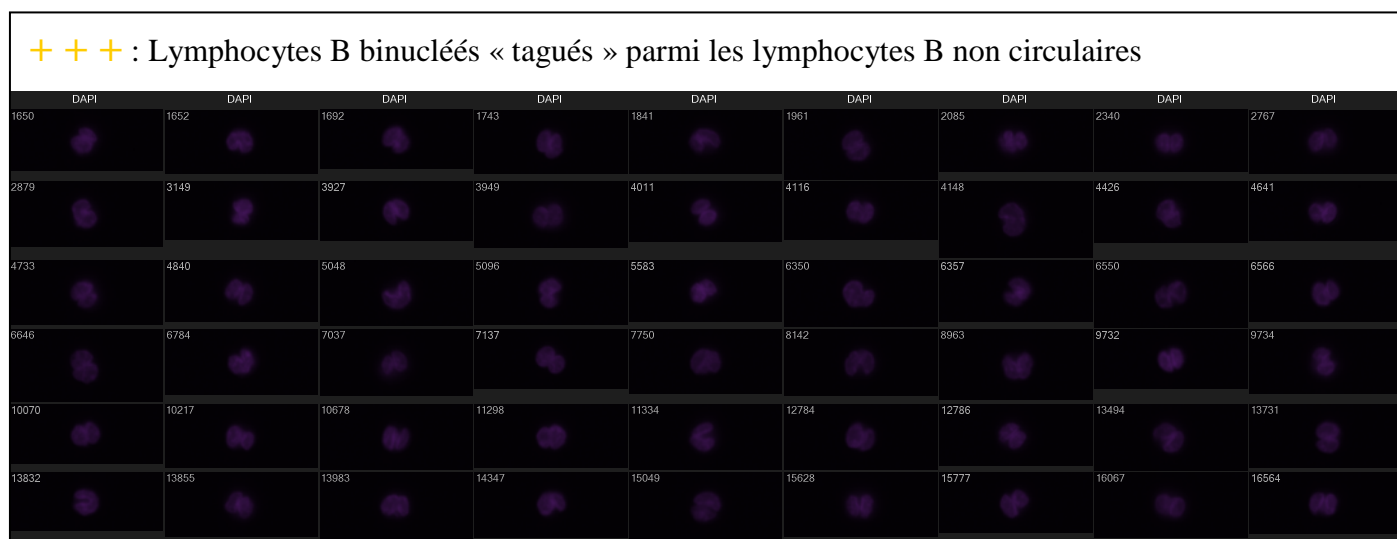 + + + : Lymphocytes B binucléés « tagués » parmi les lymphocytes B non circulaires
DAPI DAPI DAPI DAPI DAPI DAPI DAPI DAPI DAPI
1650 1652 1692 1743 1841 1961 2085 2340 2767
2879 3149 3927 3949 4011 4116 4148 4426 4641
4733 4840 5048 5096 5583 6350 6357 6550 6566
6646 6784 7037 7137 7750 8142 8963 9732 9734
10070 10217 10678 11298 11334 12784 12786 13494 13731
13832 13855 13983 14347 15049 15628 15777 16067 16564